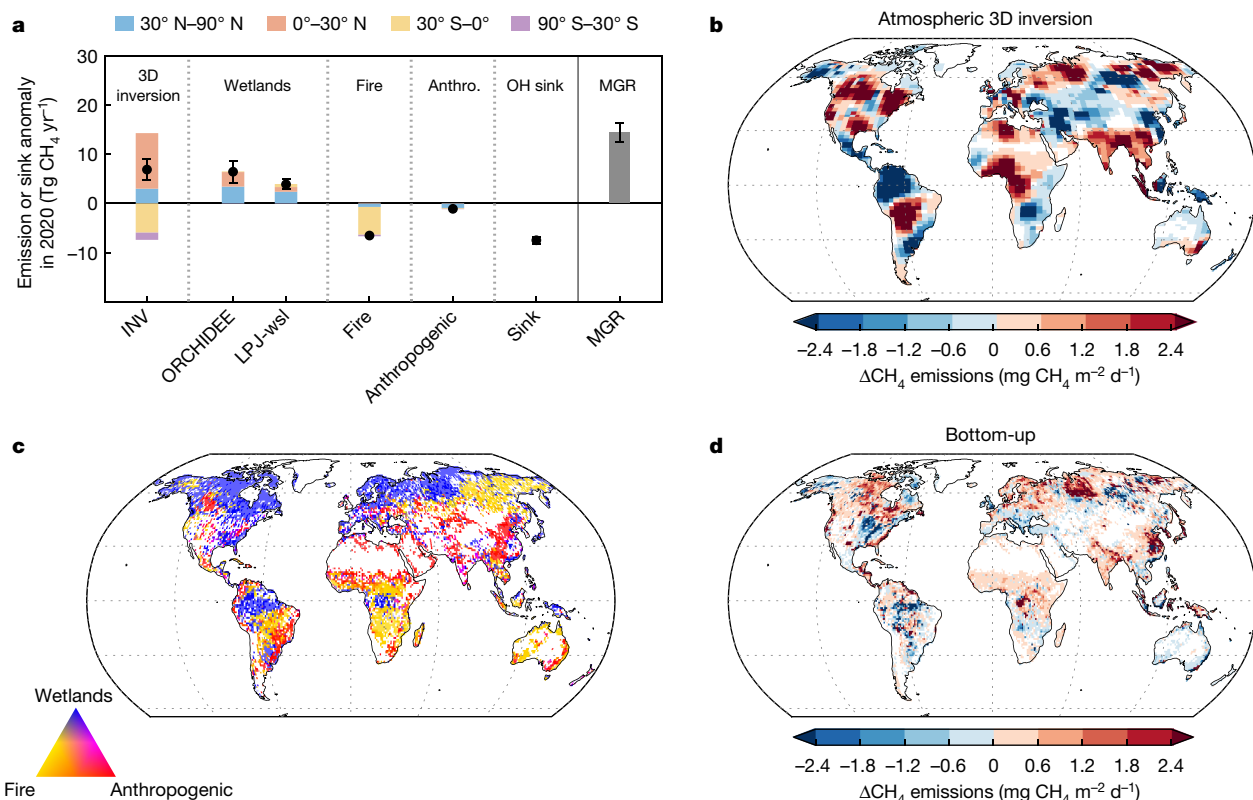 a
30° N–90° N
0°–30° N
30° S–0°
90° S–30° S
Emission or sink anomaly
in 2020 (Tg CH₄ yr⁻¹)
30
20
10
0
−10
3D
inversion
Wetlands
Fire
Anthro.
OH sink
MGR
INV
ORCHIDEE
LPJ-wsl
Fire
Anthropogenic
Sink
MGR
b
Atmospheric 3D inversion
−2.4 −1.8 −1.2 −0.6 0 0.6 1.2 1.8 2.4
ΔCH₄ emissions (mg CH₄ m⁻² d⁻¹)
c
Wetlands
Fire
Anthropogenic
d
Bottom-up
−2.4 −1.8 −1.2 −0.6 0 0.6 1.2 1.8 2.4
ΔCH₄ emissions (mg CH₄ m⁻² d⁻¹)